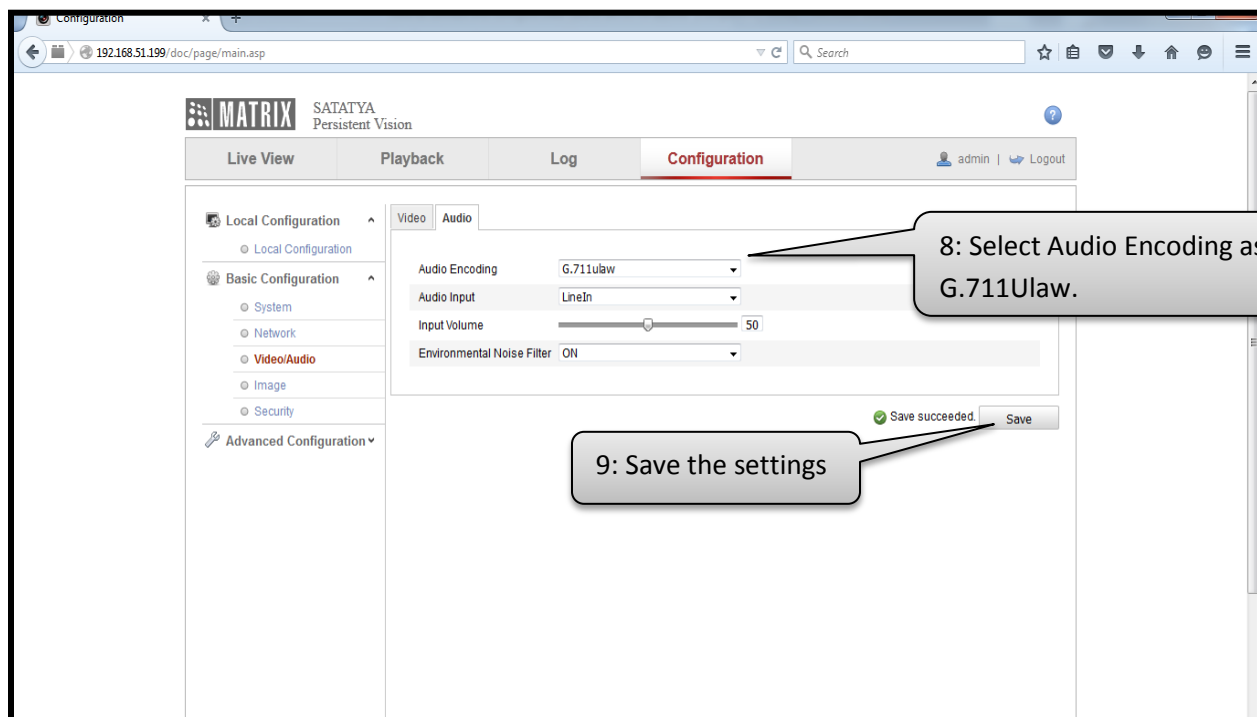 Configuration × +
192.168.51.199/doc/page/main.asp
Search
MATRIX SATATYA
Persistent Vision
?
Live View Playback Log Configuration admin | Logout
Local Configuration
Local Configuration
Basic Configuration
System
Network
Video/Audio
Image
Security
Advanced Configuration
Video Audio
Audio Encoding G.711ulaw
Audio Input LineIn
Input Volume 50
Environmental Noise Filter ON
Save succeeded. Save
8: Select Audio Encoding as
G.711Ulaw.
9: Save the settings